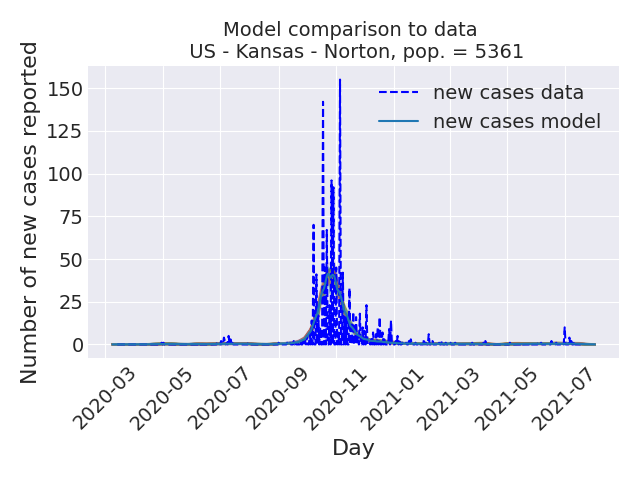 Model comparison to data
US - Kansas - Norton, pop. = 5361
Number of new cases reported
150
125
100
75
50
25
0
new cases data
new cases model
2020-03
2020-05
2020-07
2020-09
2020-11
2021-01
2021-03
2021-05
2021-07
Day